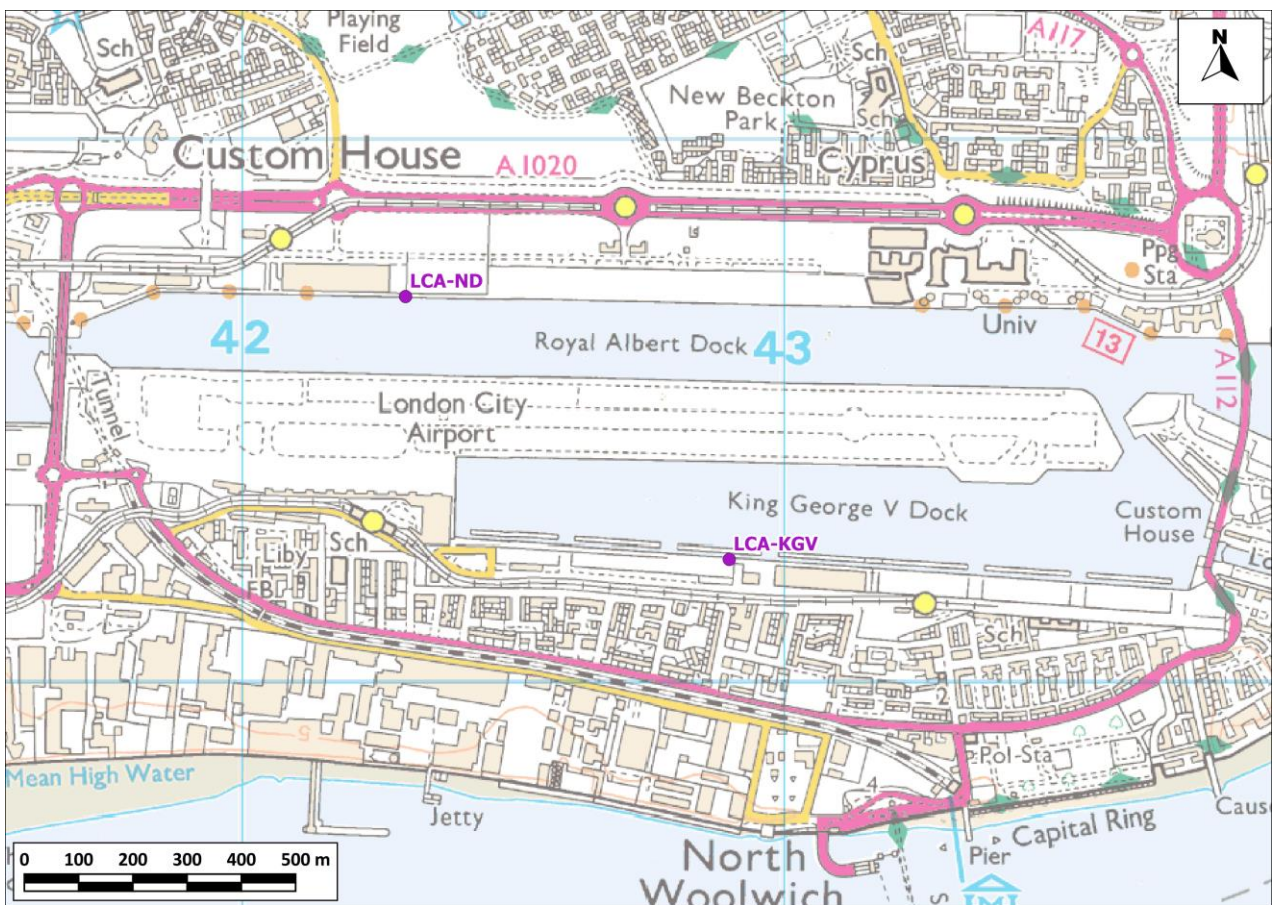 Playing
Field
Sch
A117
N
Sch
New Beckton
Park
Sch
Custom House
A1020
Cyprus
Ppg
Sta
LCA-ND
42
Royal Albert Dock
43
Univ
13
A112
Tunnel
London City
Airport
King George V Dock
Custom
House
LCA-KGV
Liby
Sch
FB
Sch
2
5
Mean High Water
Pol Sta
4
Jetty
Capital Ring
Pier
North
Woolwich
0 100 200 300 400 500 m